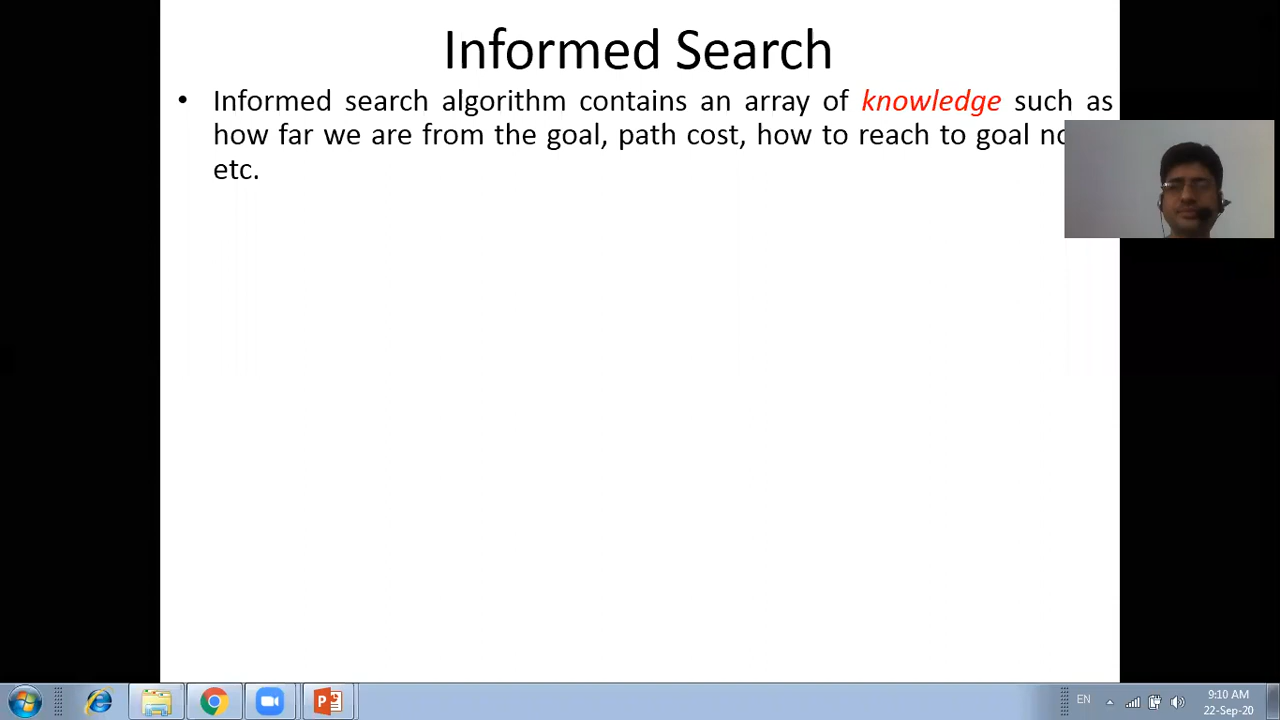 Informed Search
• Informed search algorithm contains an array of knowledge such as
how far we are from the goal, path cost, how to reach to goal
etc.
EN
9:10 AM
22-Sep-20